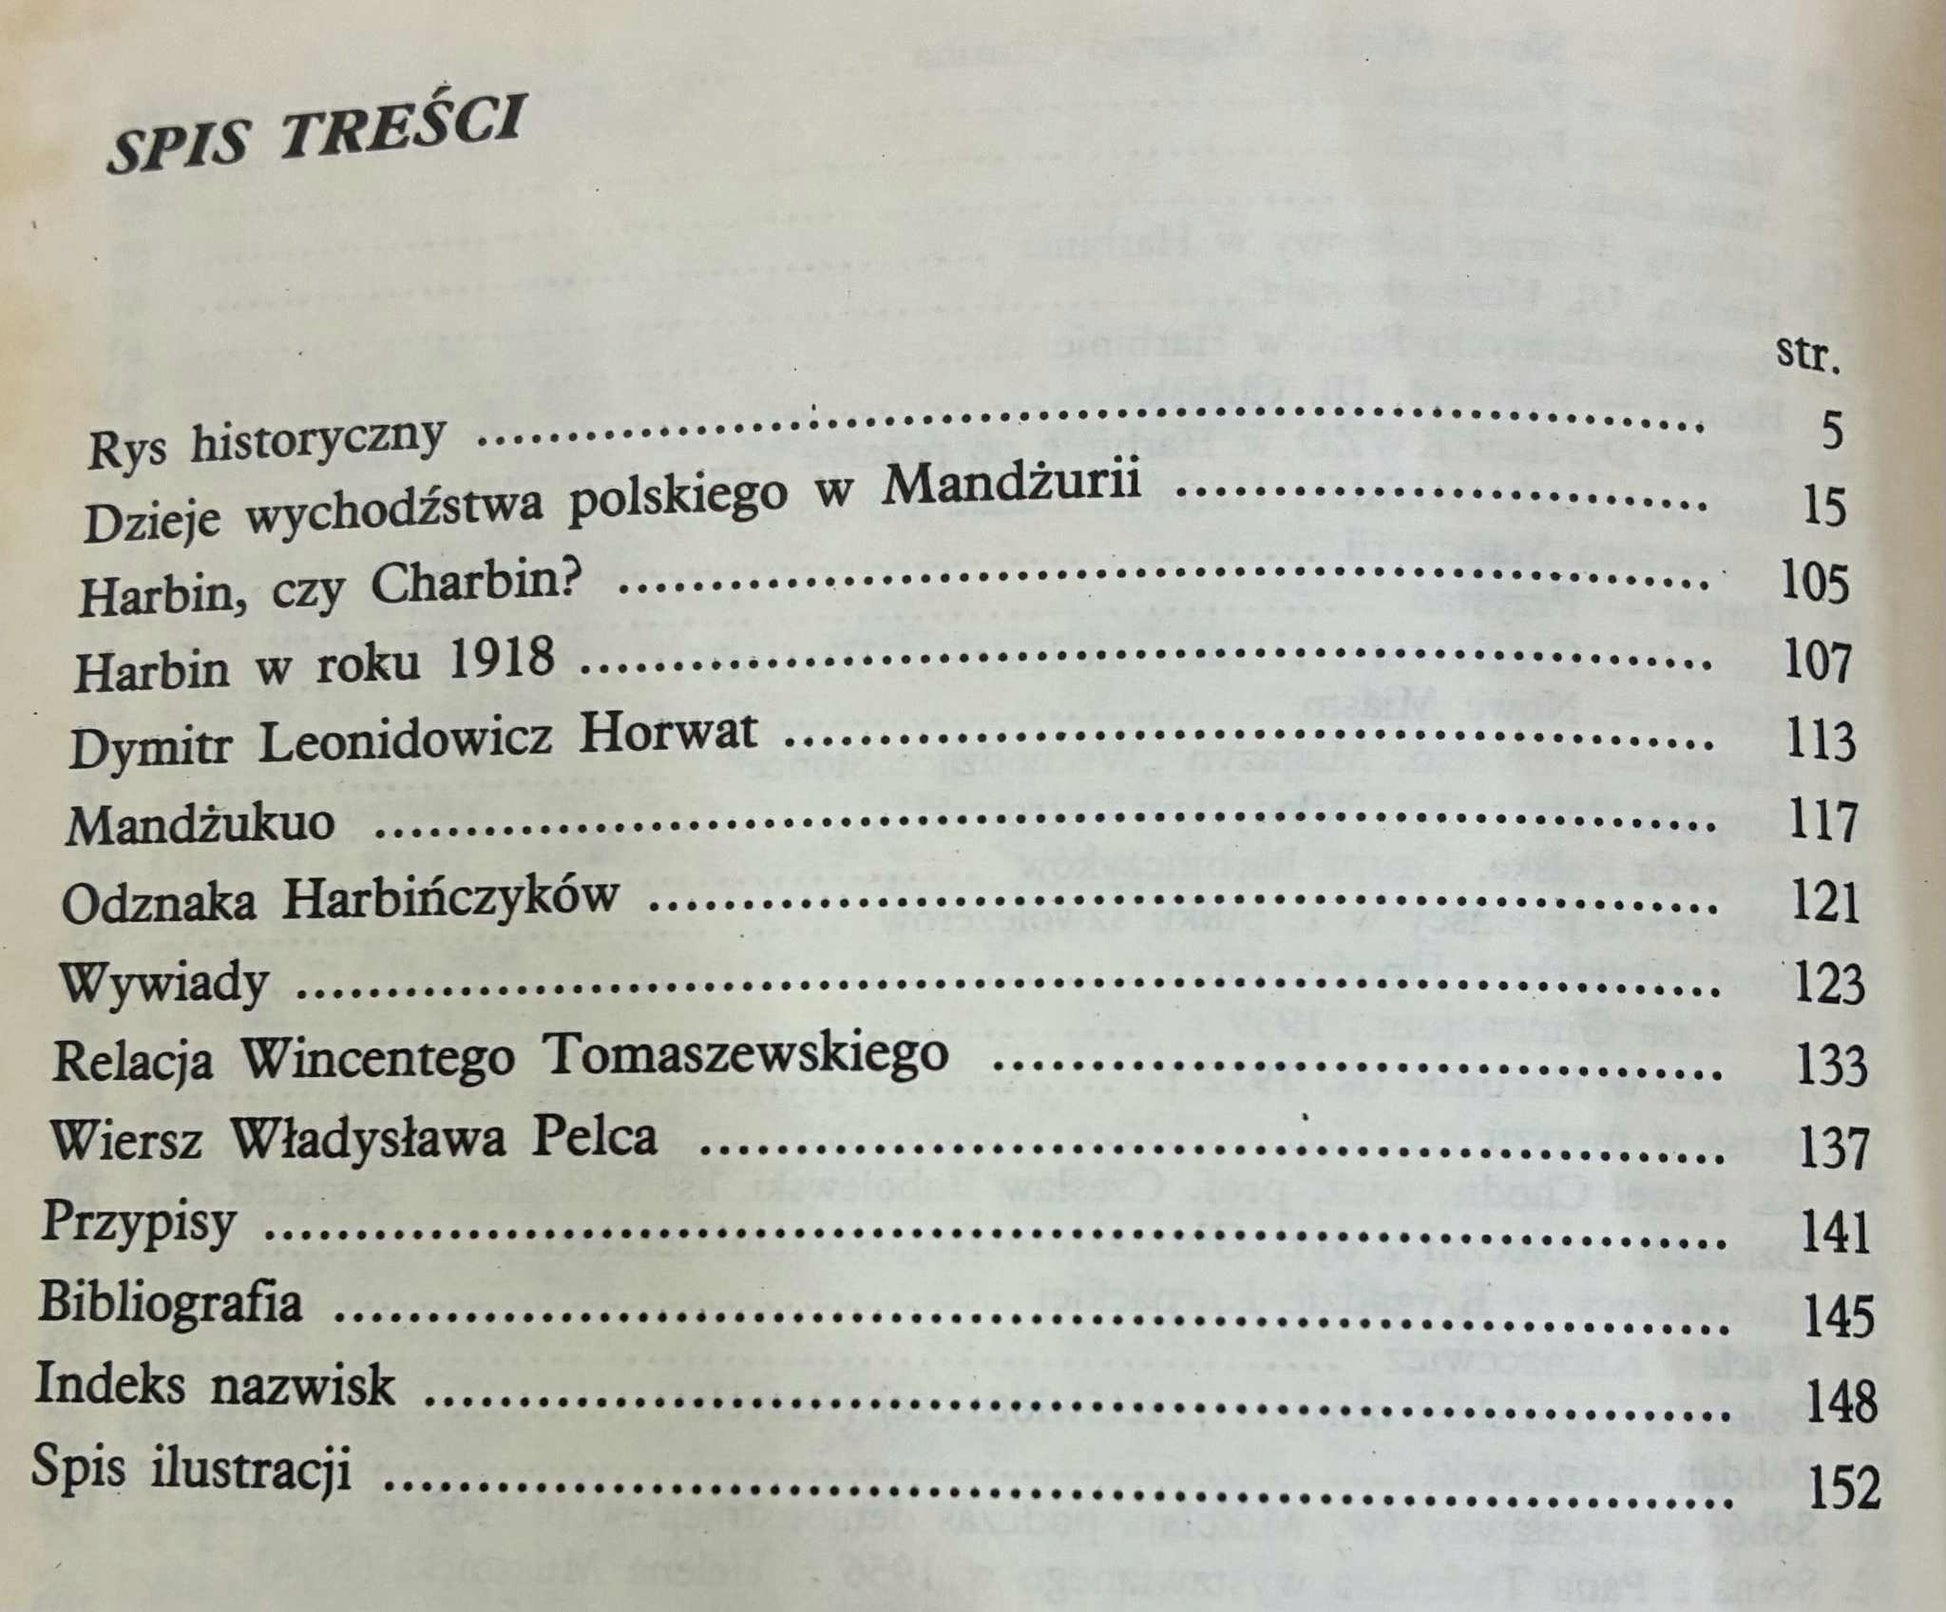 SPIS TREŚCI
str.
Rys historyczny .................... 5
Dzieje wychodźstwa polskiego w Mandżurii .................... 15
Harbin, czy Charbin? .................... 105
Harbin w roku 1918 .................... 107
Dymitr Leonidowicz Horwat .................... 113
Mandżukuo .................... 117
Odznaka Harbińczyków .................... 121
Wywiady .................... 123
Relacja Wincentego Tomaszewskiego .................... 133
Wiersz Władysława Pelca .................... 137
Przypisy .................... 141
Bibliografia .................... 145
Indeks nazwisk .................... 148
Spis ilustracji .................... 152